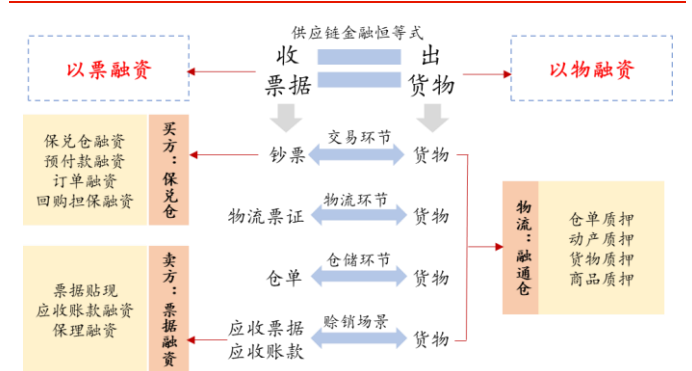 供应链金融恒等式
以票融资
收
票据
出
货物
以物融资
保兑仓融资
预付款融资
订单融资
回购担保融资
买方：保兑仓
钞票
交易环节
货物
物流票证
物流环节
货物
物流：融通仓
仓单质押
动产质押
货物质押
商品质押
仓单
仓储环节
货物
票据贴现
应收账款融资
保理融资
卖方：票据融资
应收票据
应收账款
赊销场景
货物